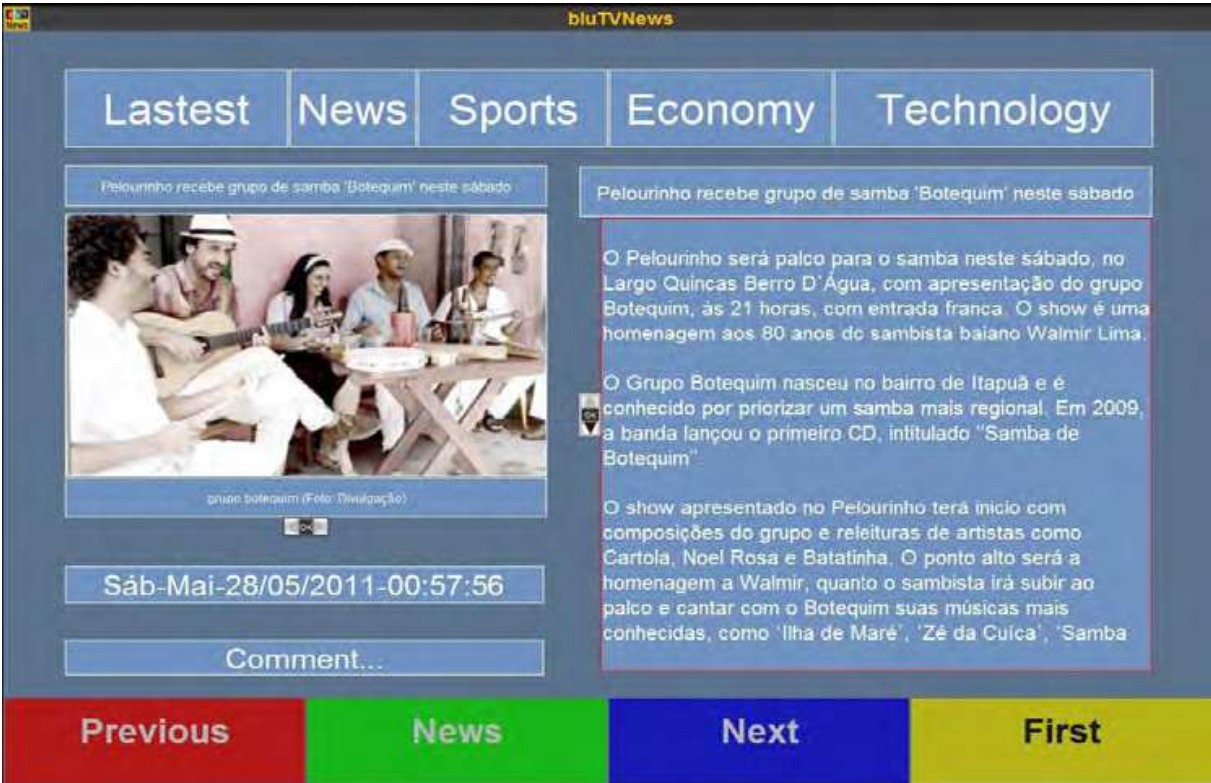 News
bluTVNews
Lastest
News
Sports
Economy
Technology
Pelourinho recebe grupo de samba 'Botequim' neste sábado
grupo botequim (Foto: Divulgação)
OK
Sáb-Mai-28/05/2011-00:57:56
Comment...
Pelourinho recebe grupo de samba 'Botequim' neste sábado
O Pelourinho será palco para o samba neste sábado, no
Largo Quincas Berro D´Água, com apresentação do grupo
Botequim, às 21 horas, com entrada franca. O show é uma
homenagem aos 80 anos do sambista baiano Walmir Lima.
O Grupo Botequim nasceu no bairro de Itapuã e é
conhecido por priorizar um samba mais regional. Em 2009,
a banda lançou o primeiro CD, intitulado "Samba de
Botequim"
O show apresentado no Pelourinho terá início com
composições do grupo e releituras de artistas como
Cartola, Noel Rosa e Batatinha. O ponto alto será a
homenagem a Walmir, quanto o sambista irá subir ao
palco e cantar com o Botequim suas músicas mais
conhecidas, como ´Ilha de Maré´, ´Zé da Cuíca´, ´Samba
OK
Previous
News
Next
First